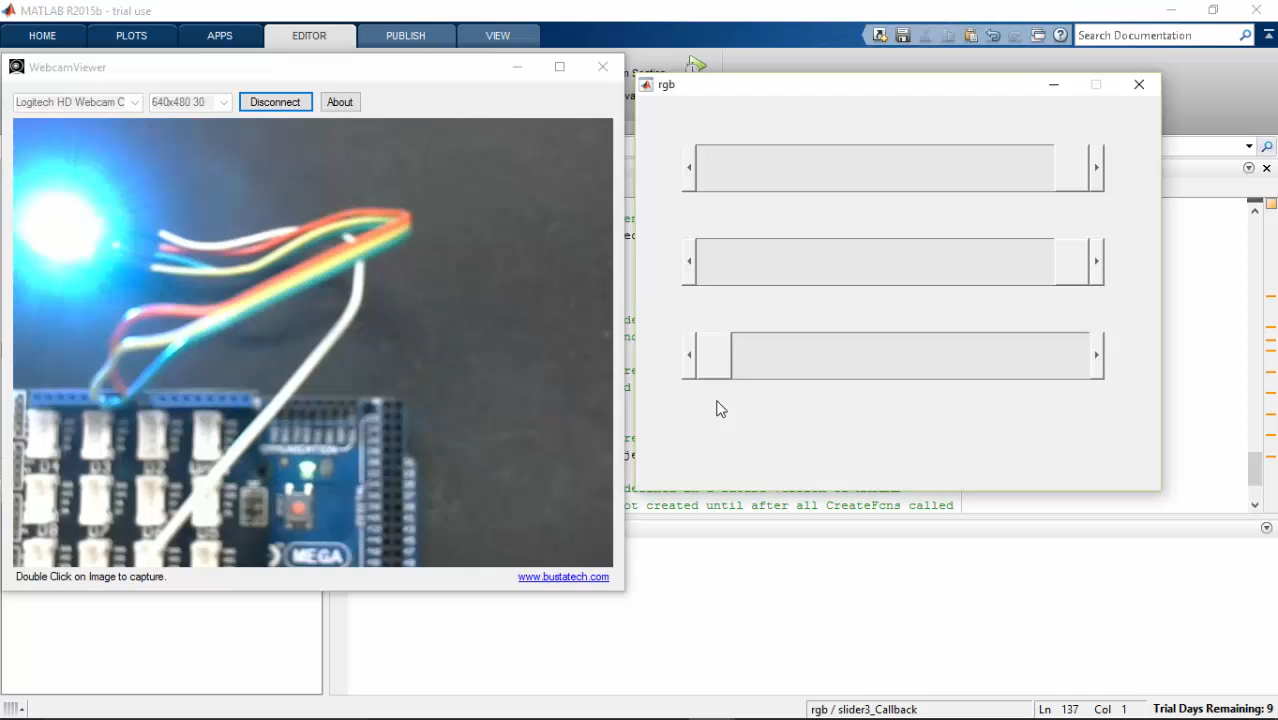 MATLAB R2015b - trial use
HOME PLOTS APPS EDITOR PUBLISH VIEW
Search Documentation
WebcamViewer
rgb
Logitech HD Webcam C 640x480 30 Disconnect About
MEGA
Double Click on Image to capture. www.bustatech.com
ot created until after all CreateFcns called
rgb / slider3_Callback Ln 137 Col 1 Trial Days Remaining: 9